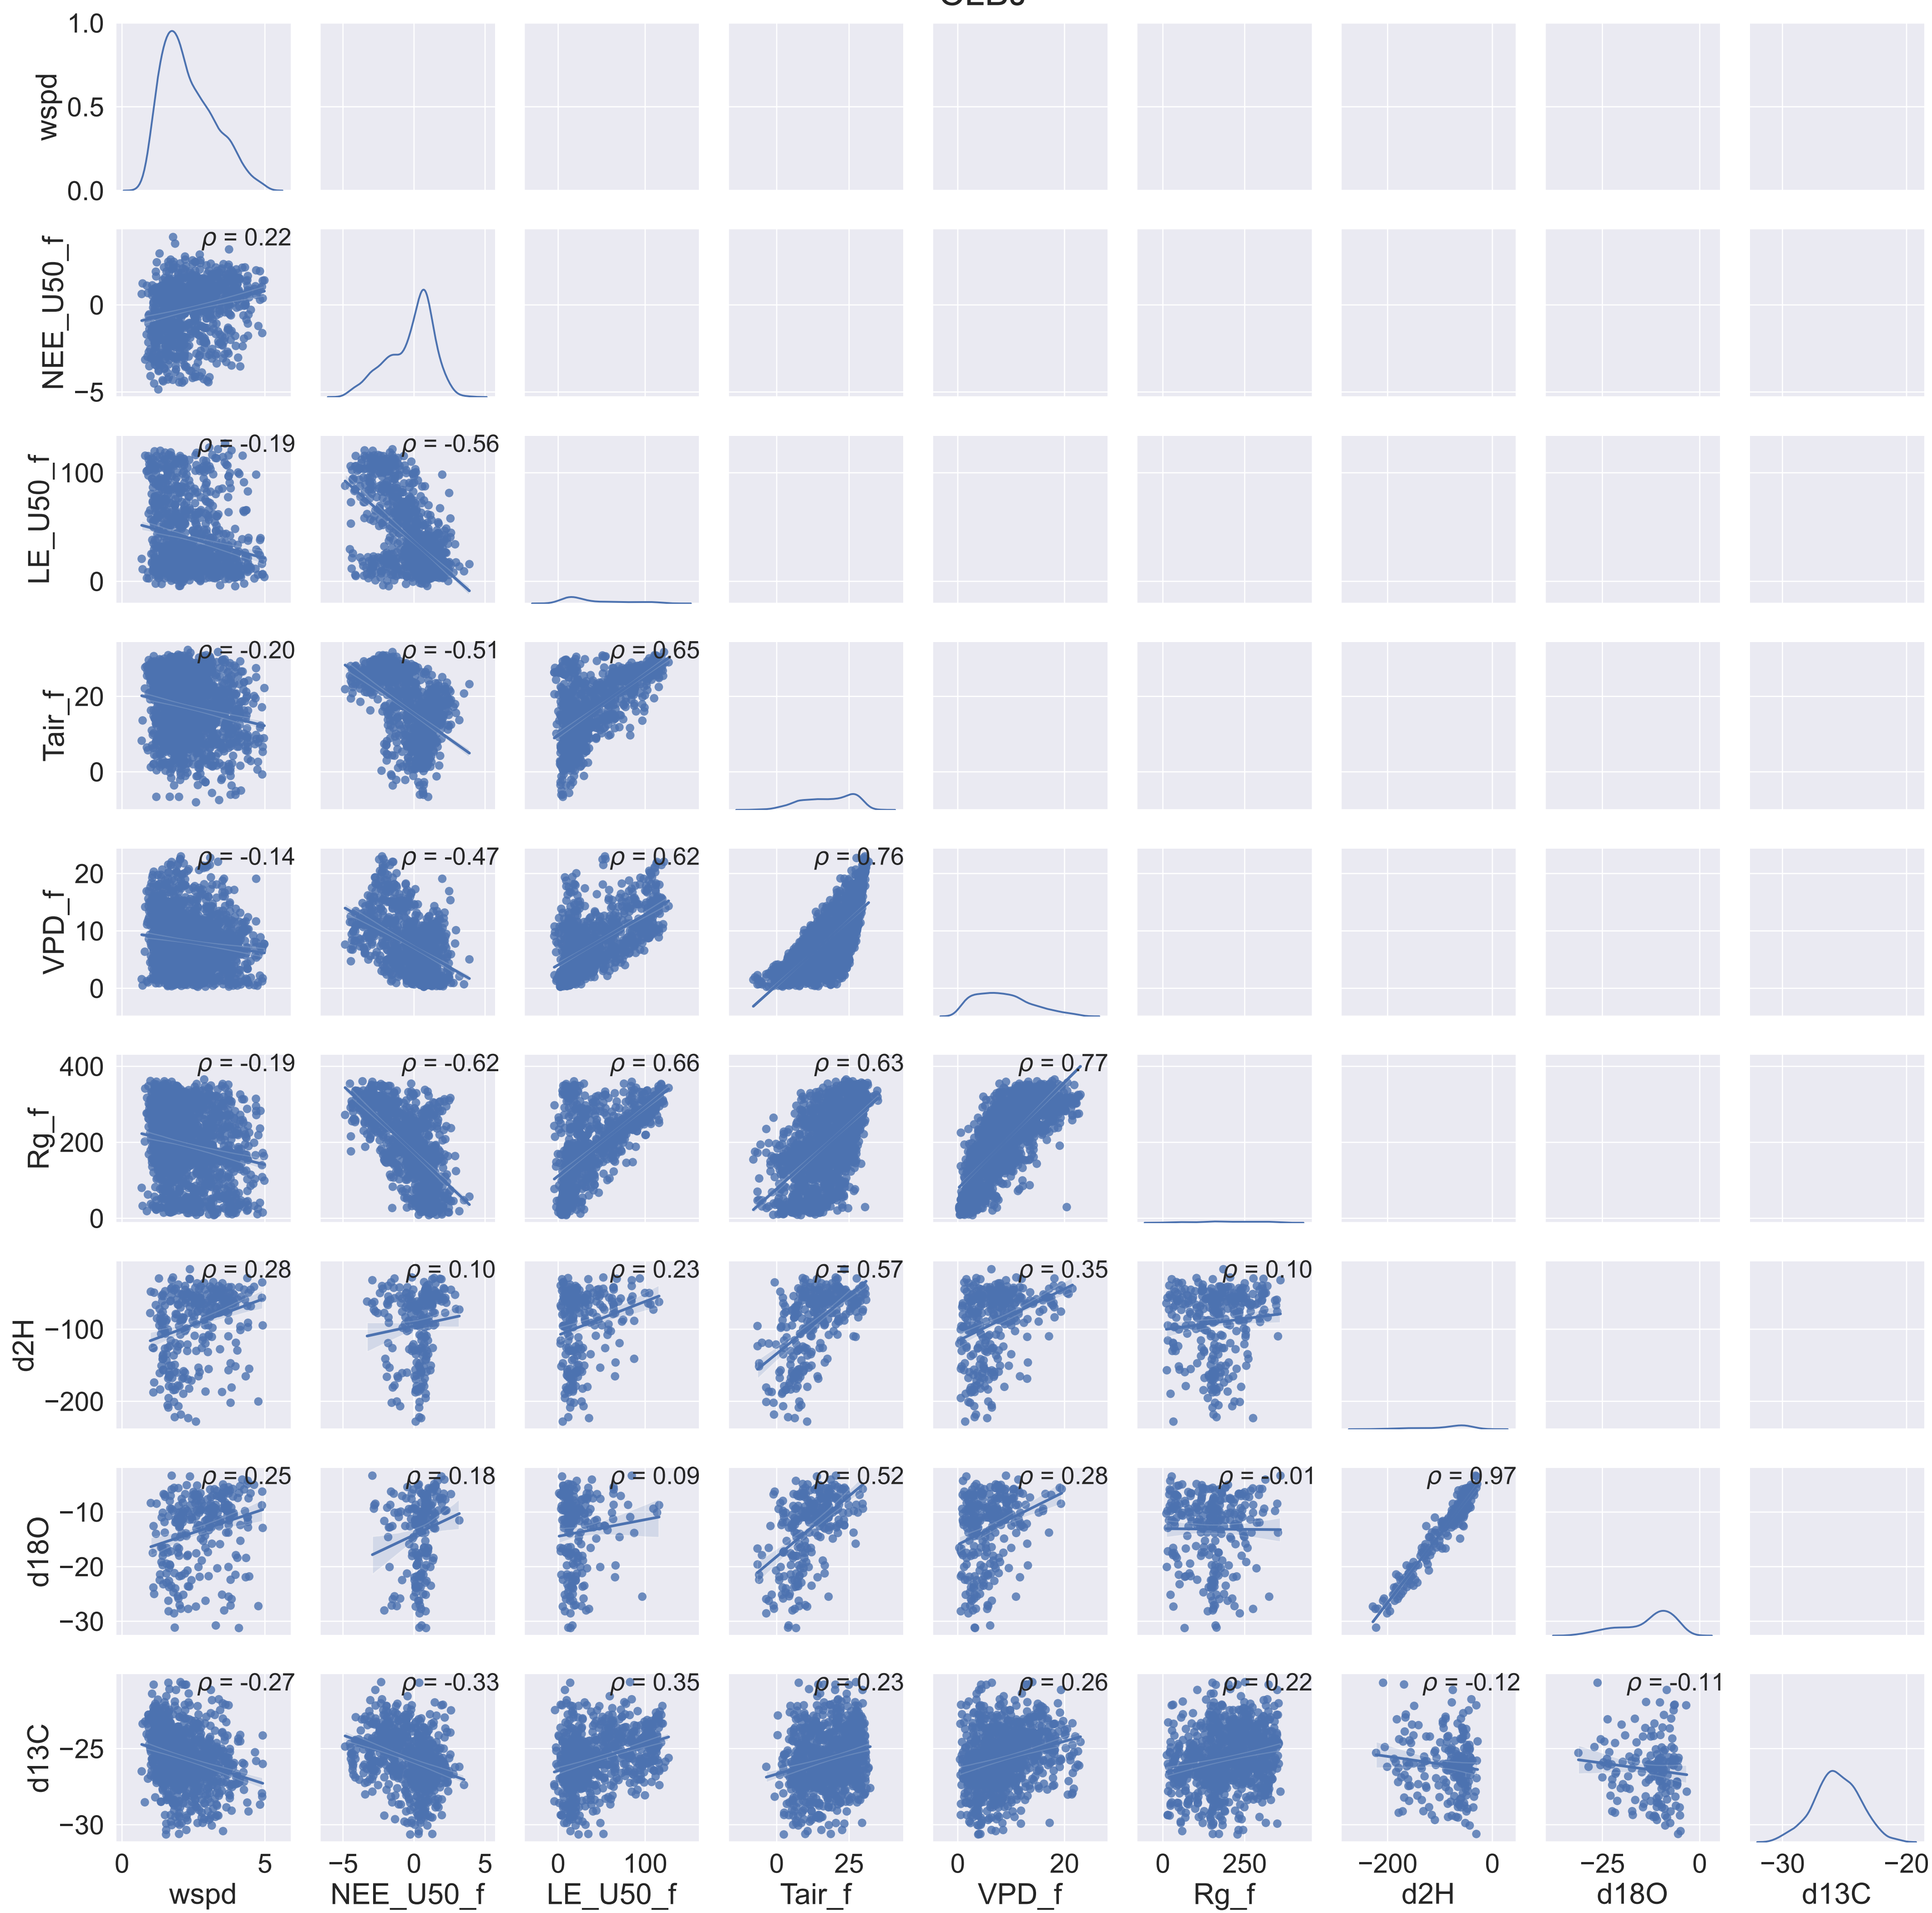 1.0
0.5
0.0
wspd
ρ = 0.22
0
−5
NEE_U50_f
ρ = -0.19
ρ = -0.56
100
0
LE_U50_f
ρ = -0.20
ρ = -0.51
ρ = 0.65
20
0
Tair_f
ρ = -0.14
ρ = -0.47
ρ = 0.62
ρ = 0.76
20
10
0
VPD_f
ρ = -0.19
ρ = -0.62
ρ = 0.66
ρ = 0.63
ρ = 0.77
400
200
0
Rg_f
ρ = 0.28
ρ = 0.10
ρ = 0.23
ρ = 0.57
ρ = 0.35
ρ = 0.10
−100
−200
d2H
ρ = 0.25
ρ = 0.18
ρ = 0.09
ρ = 0.52
ρ = 0.28
ρ = -0.01
ρ = 0.97
−10
−20
−30
d18O
ρ = -0.27
ρ = -0.33
ρ = 0.35
ρ = 0.23
ρ = 0.26
ρ = 0.22
ρ = -0.12
ρ = -0.11
−25
−30
d13C
0 5
−5 0 5
0 100
0 25
0 20
0 250
−200 0
−25 0
−30 −20
wspd
NEE_U50_f
LE_U50_f
Tair_f
VPD_f
Rg_f
d2H
d18O
d13C